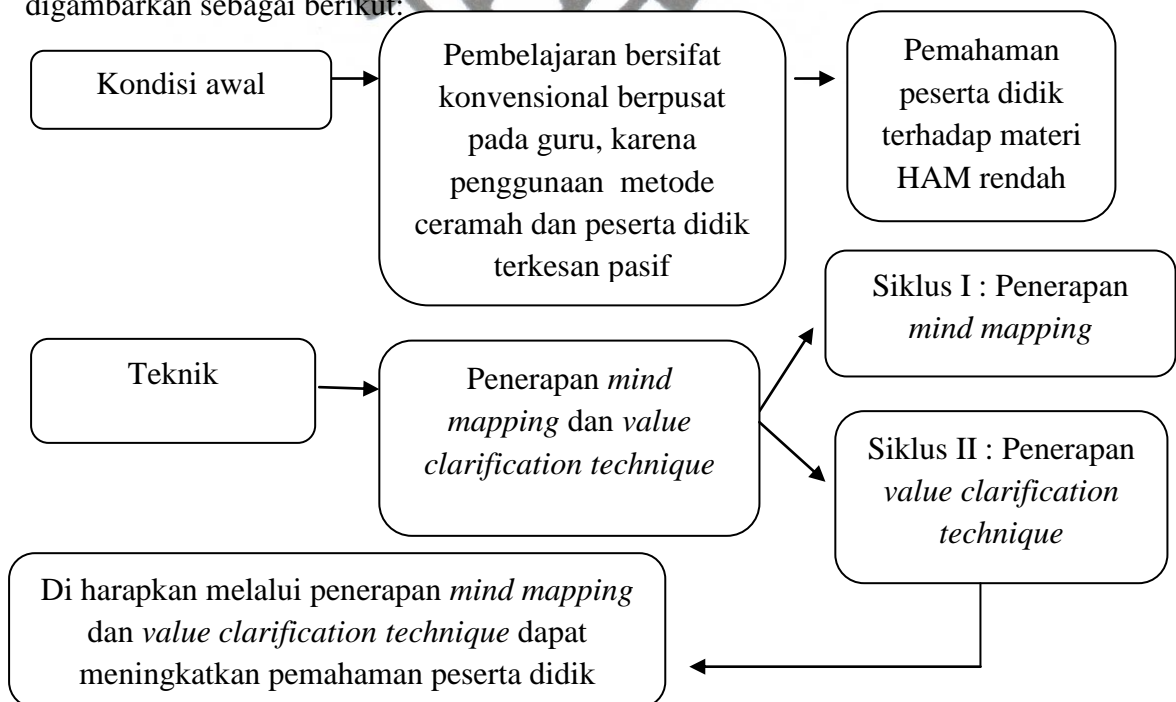 digambarkan sebagai berikut:
Kondisi awal
Pembelajaran bersifat
konvensional berpusat
pada guru, karena
penggunaan metode
ceramah dan peserta didik
terkesan pasif
Pemahaman
peserta didik
terhadap materi
HAM rendah
Teknik
Penerapan mind
mapping dan value
clarification technique
Siklus I : Penerapan
mind mapping
Siklus II : Penerapan
value clarification
technique
Di harapkan melalui penerapan mind mapping
dan value clarification technique dapat
meningkatkan pemahaman peserta didik